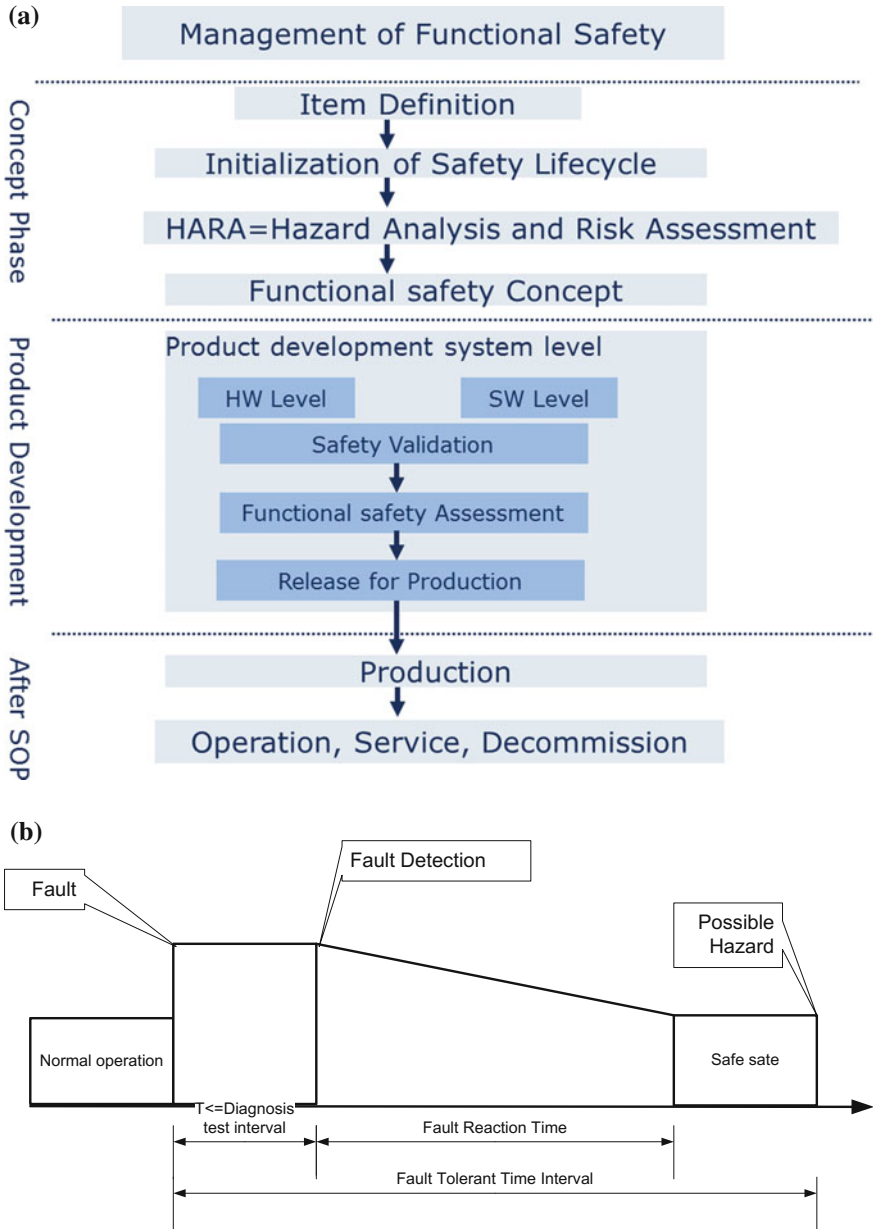 (a)
Management of Functional Safety
Concept Phase
Item Definition
Initialization of Safety Lifecycle
HARA=Hazard Analysis and Risk Assessment
Functional safety Concept
Product Development
Product development system level
HW Level
SW Level
Safety Validation
Functional safety Assessment
Release for Production
After SOP
Production
Operation, Service, Decommission
(b)
Fault
Fault Detection
Possible
Hazard
Normal operation
Safe sate
T<=Diagnosis
test interval
Fault Reaction Time
Fault Tolerant Time Interval